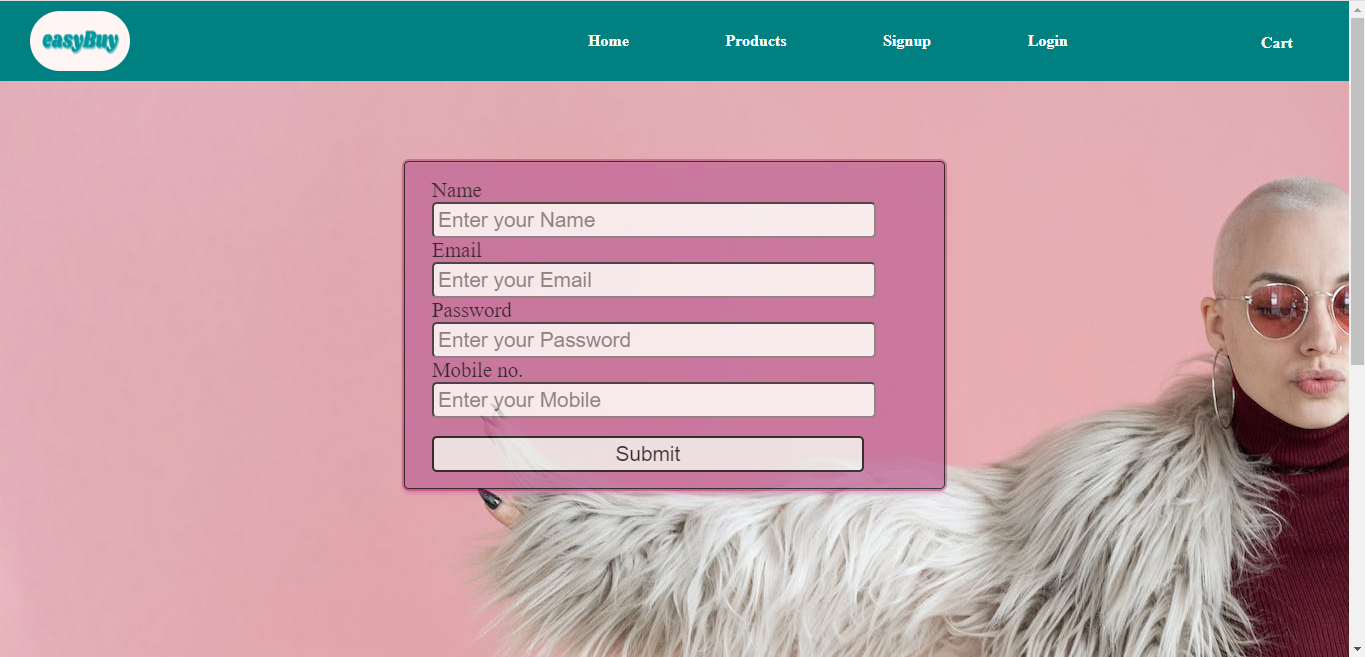 easyBuy Home Products Signup Login Cart
Name
Enter your Name
Email
Enter your Email
Password
Enter your Password
Mobile no.
Enter your Mobile
Submit